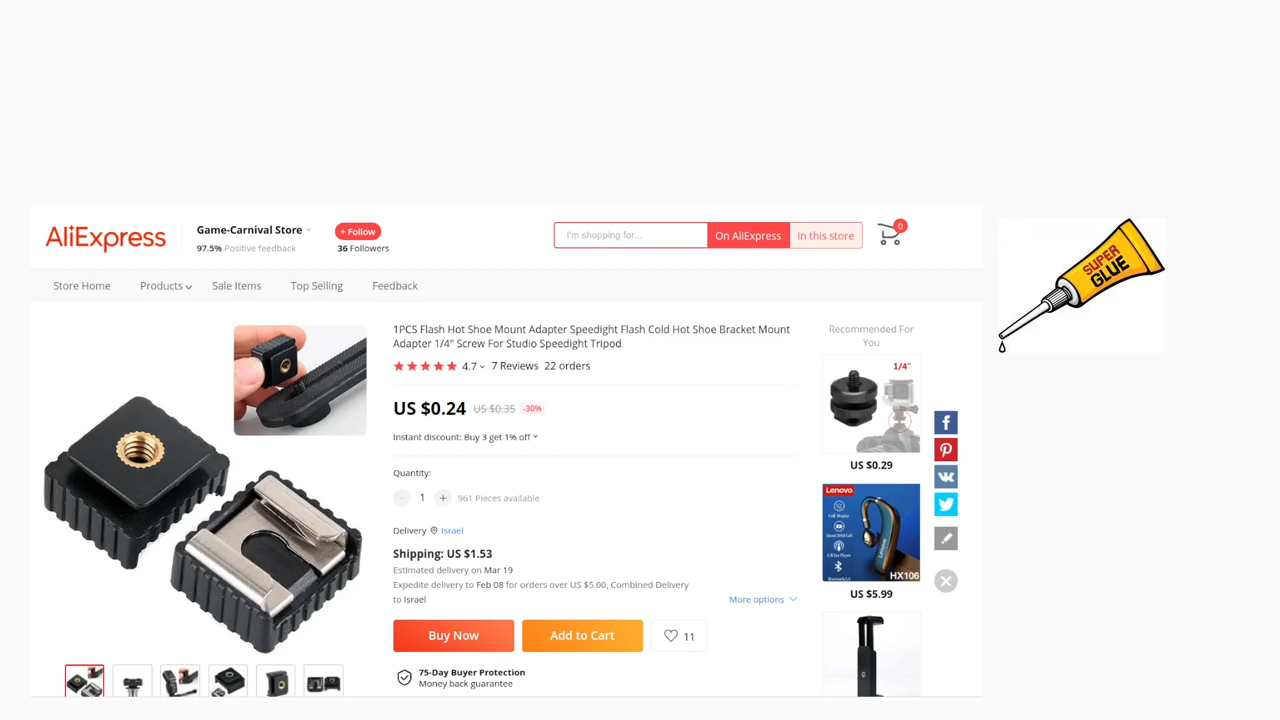 AliExpress
Game-Carnival Store
97.5% Positive feedback
+ Follow
36 Followers
I'm shopping for...
On AliExpress
In this store
0
Store Home
Products
Sale Items
Top Selling
Feedback
1PCS Flash Hot Shoe Mount Adapter Speedight Flash Cold Hot Shoe Bracket Mount
Adapter 1/4" Screw For Studio Speedight Tripod
4.7
7 Reviews
22 orders
US $0.24
US $0.35
-30%
Instant discount: Buy 3 get 1% off
Quantity:
1
961 Pieces available
Delivery
Israel
Shipping: US $1.53
Estimated delivery on Mar 19
Expedite delivery to Feb 08 for orders over US $5.00, Combined Delivery
to Israel
More options
Buy Now
Add to Cart
11
75-Day Buyer Protection
Money back guarantee
Recommended For
You
1/4"
US $0.29
Lenovo
Lenovo
HX106
US $5.99
SUPER
GLUE